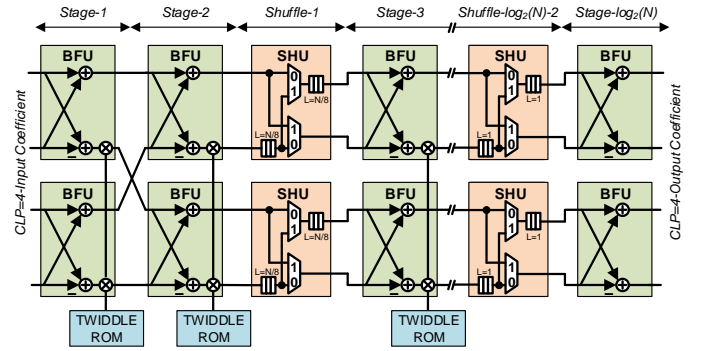 Stage-1 Stage-2 Shuffle-1 Stage-3 Shuffle-log2(N)-2 Stage-log2(N)
BFU BFU SHU BFU SHU BFU
0 0
1 1
L=N/8 L=1
L=N/8 1 L=1 1
0 0
CLP=4-Input Coefficient
CLP=4-Output Coefficient
BFU BFU SHU BFU SHU BFU
0 0
1 1
L=N/8 L=1
L=N/8 1 L=1 1
0 0
TWIDDLE TWIDDLE TWIDDLE
ROM ROM ROM